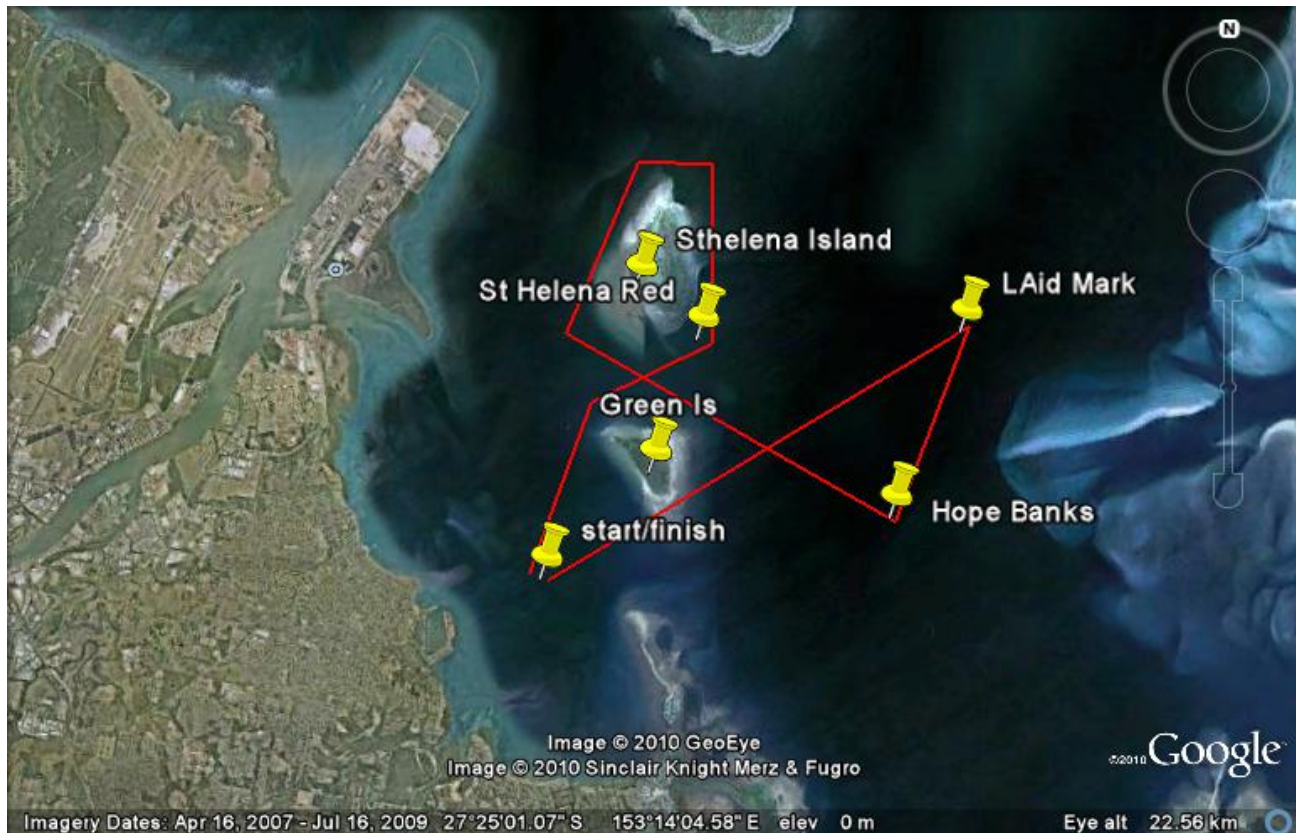 N
Sthelena Island
St Helena Red
LAid Mark
Green Is
Hope Banks
start/finish
Image © 2010 GeoEye
Image © 2010 Sinclair Knight Merz & Fugro
©2010 Google
Imagery Dates: Apr 16, 2007 - Jul 16, 2009 27°25'01.07" S 153°14'04.58" E elev 0 m Eye alt 22.56 km